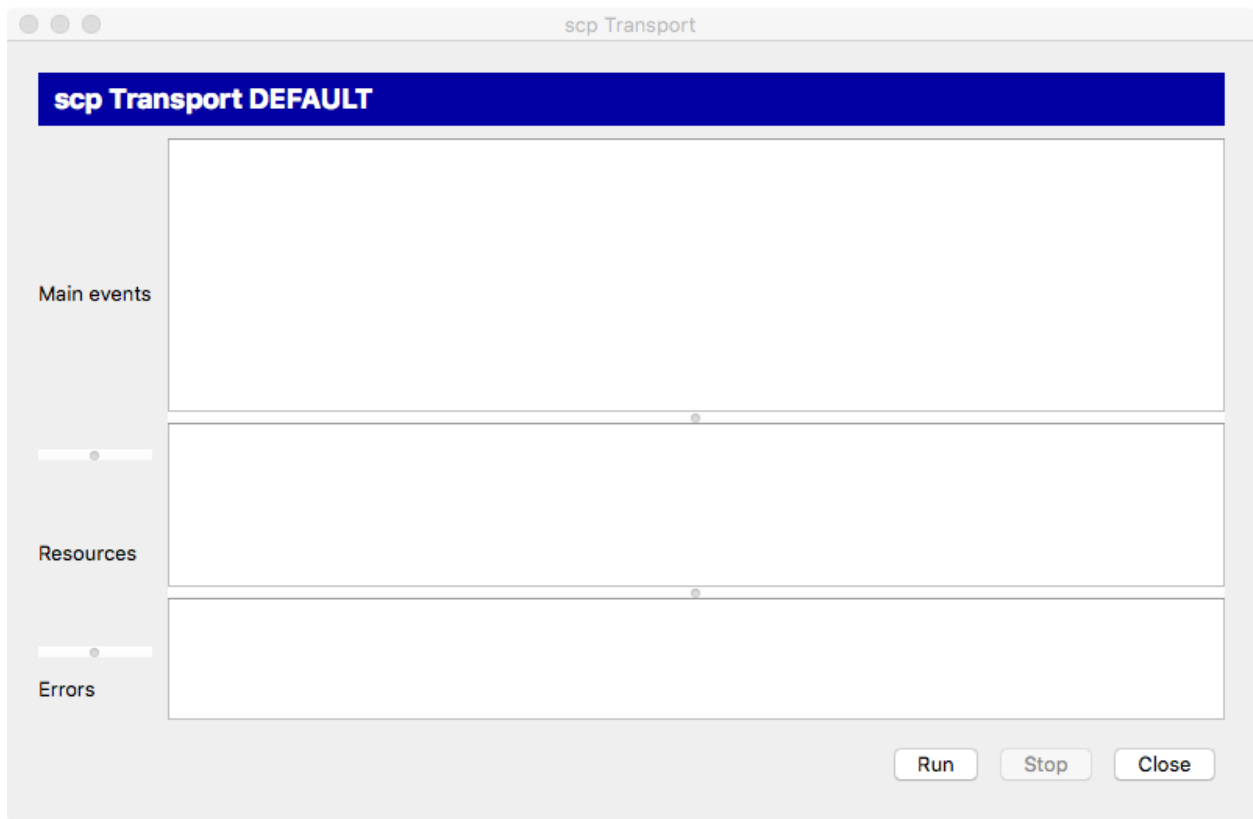 scp Transport
scp Transport DEFAULT
Main events
Resources
Errors
Run Stop Close